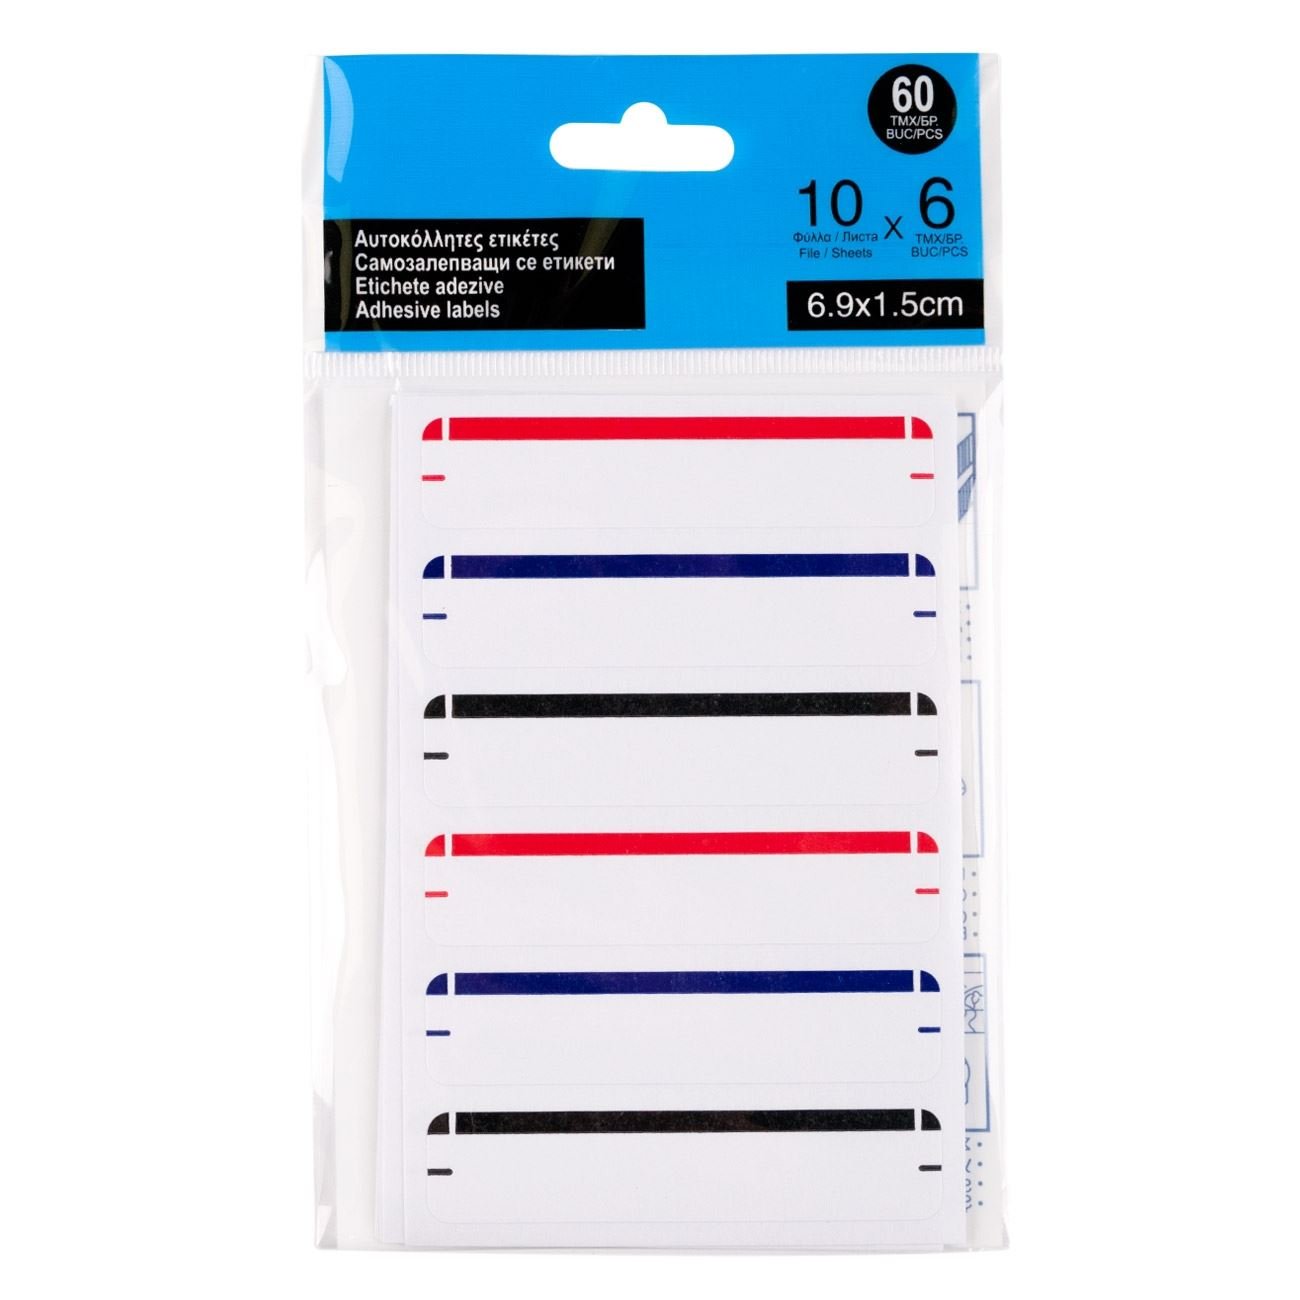 60
ΤΜΧ/БР.
BUC/PCS
10 x 6
Φύλλα / Листа
File / Sheets
ΤΜΧ/БР.
BUC/PCS
Αυτοκόλλητες ετικέτες
Самозалепващи се етикети
Etichete adezive
Adhesive labels
6.9x1.5cm